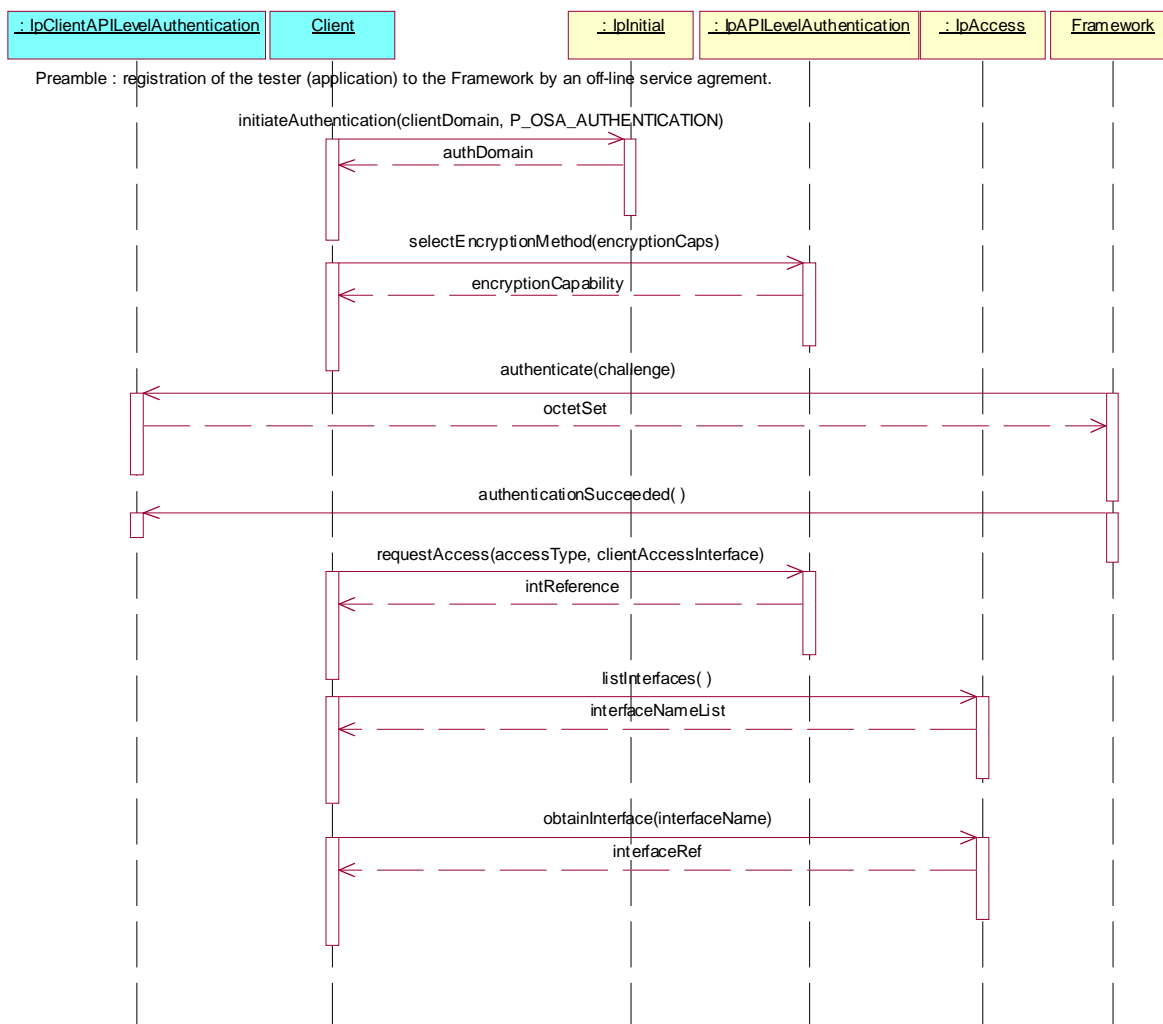 : IpClientAPILevelAuthentication
Client
: IpInitial
: IpAPILevelAuthentication
: IpAccess
Framework
Preamble : registration of the tester (application) to the Framework by an off-line service agrement.
initiateAuthentication(clientDomain, P_OSA_AUTHENTICATION)
authDomain
selectEncryptionMethod(encryptionCaps)
encryptionCapability
authenticate(challenge)
octetSet
authenticationSucceeded( )
requestAccess(accessType, clientAccessInterface)
intReference
listInterfaces( )
interfaceNameList
obtainInterface(interfaceName)
interfaceRef